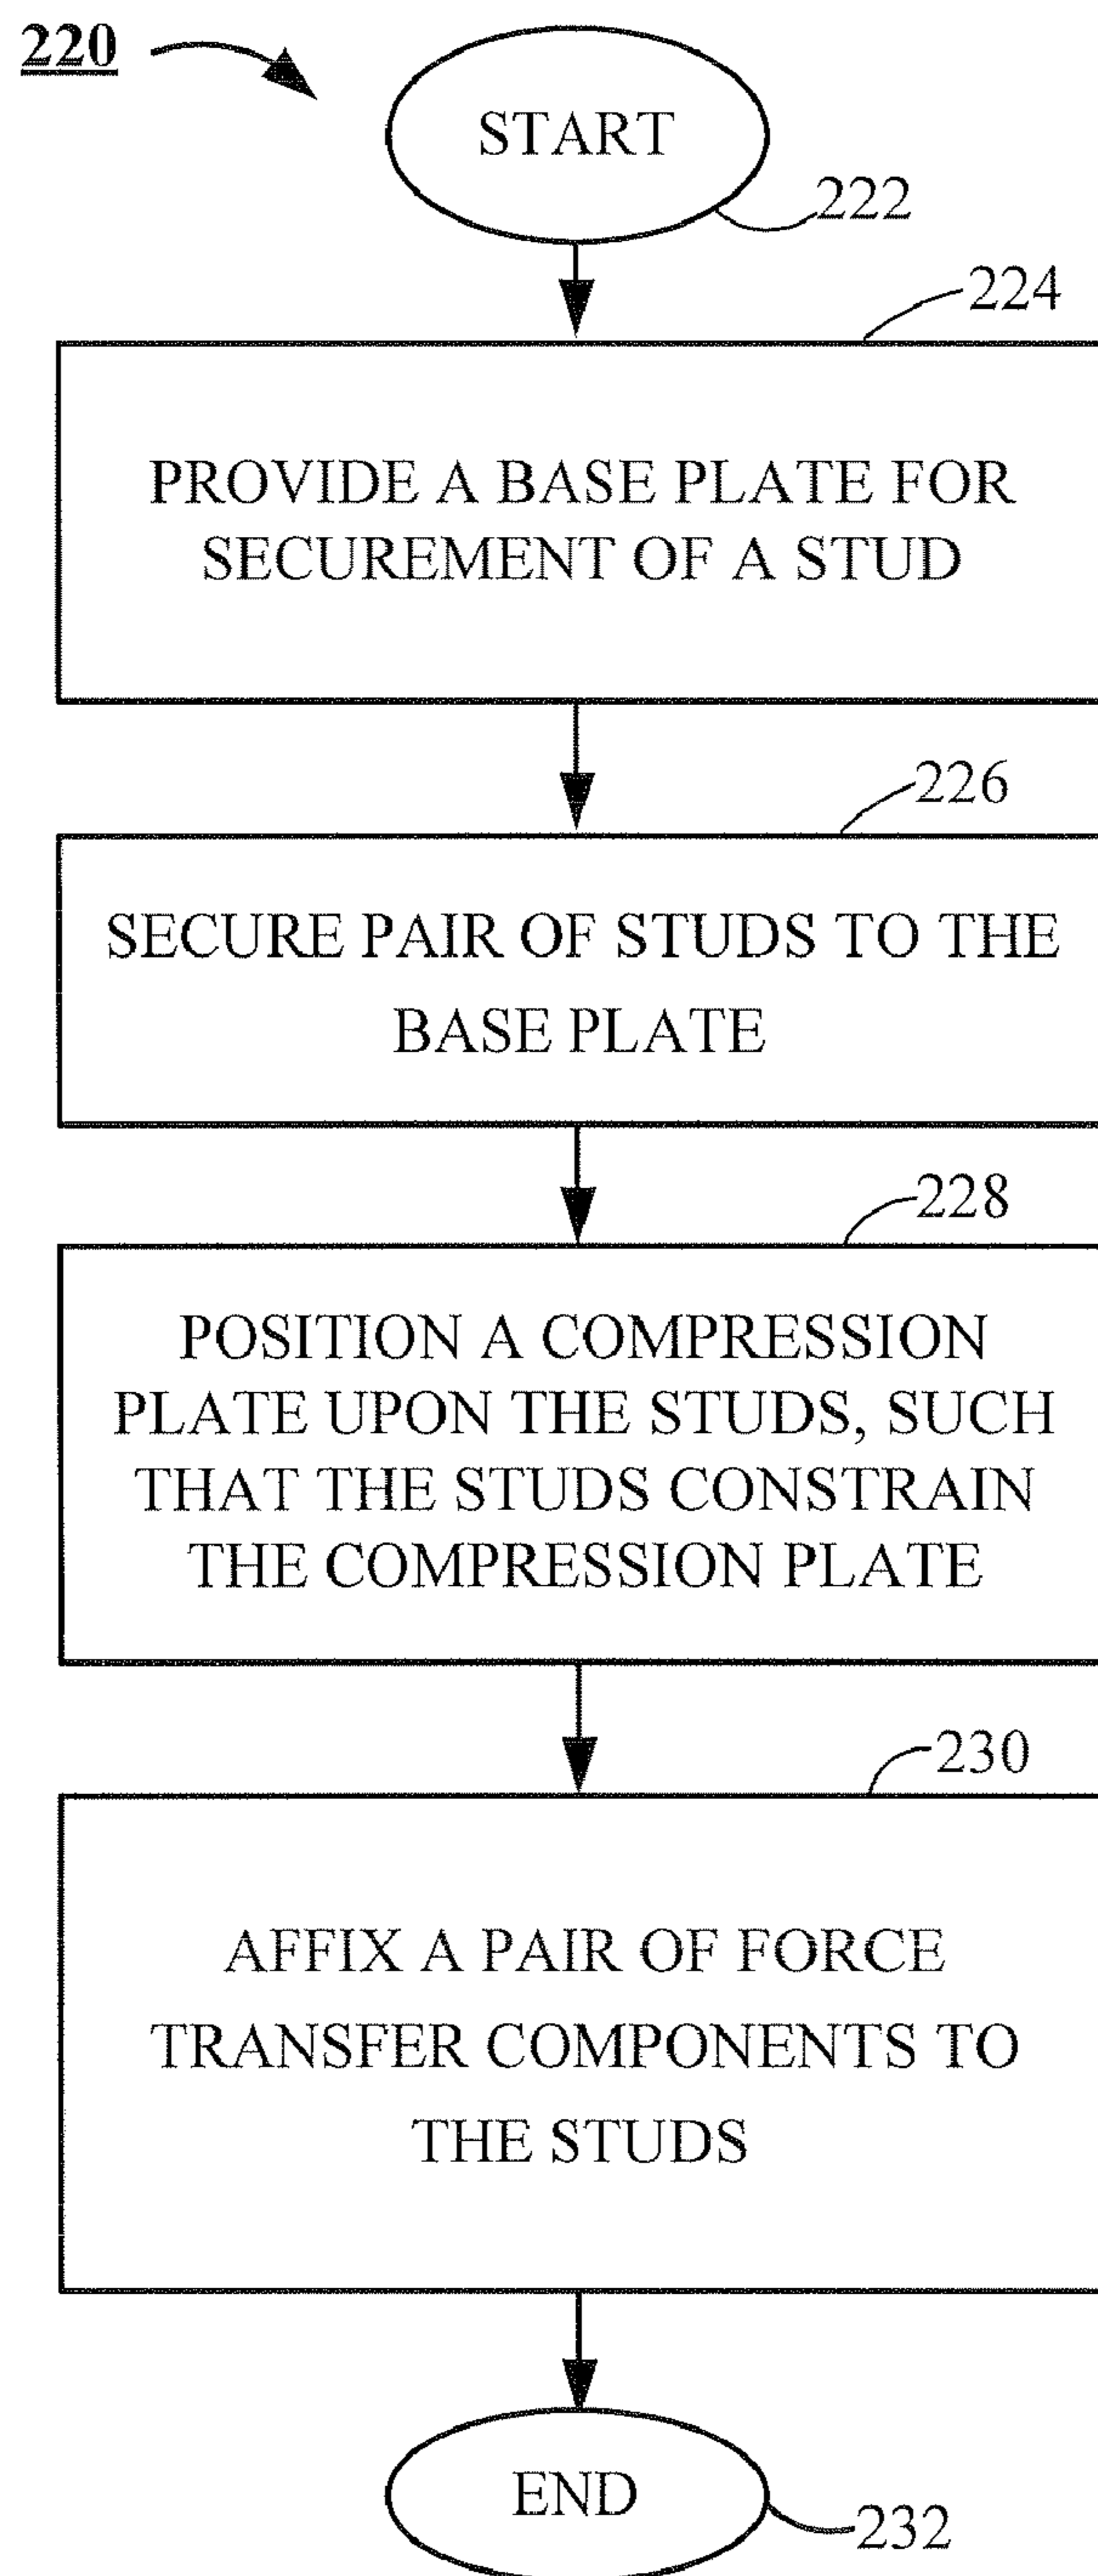 220
START
222
224
PROVIDE A BASE PLATE FOR
SECUREMENT OF A STUD
226
SECURE PAIR OF STUDS TO THE
BASE PLATE
228
POSITION A COMPRESSION
PLATE UPON THE STUDS, SUCH
THAT THE STUDS CONSTRAIN
THE COMPRESSION PLATE
230
AFFIX A PAIR OF FORCE
TRANSFER COMPONENTS TO
THE STUDS
END
232